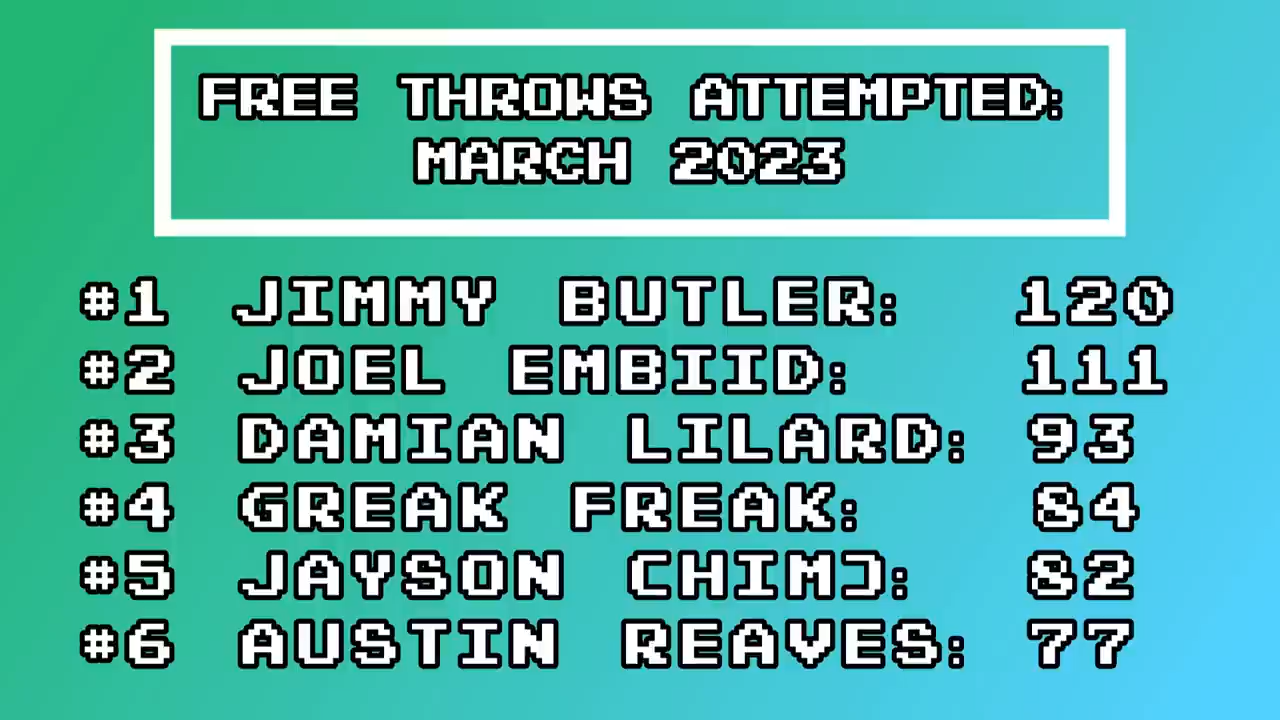 FREE THROWS ATTEMPTED:
MARCH 2023
#1 JIMMY BUTLER: 120
#2 JOEL EMBIID: 111
#3 DAMIAN LILARD: 93
#4 GREAK FREAK: 84
#5 JAYSON [HIM]: 82
#6 AUSTIN REAVES: 77